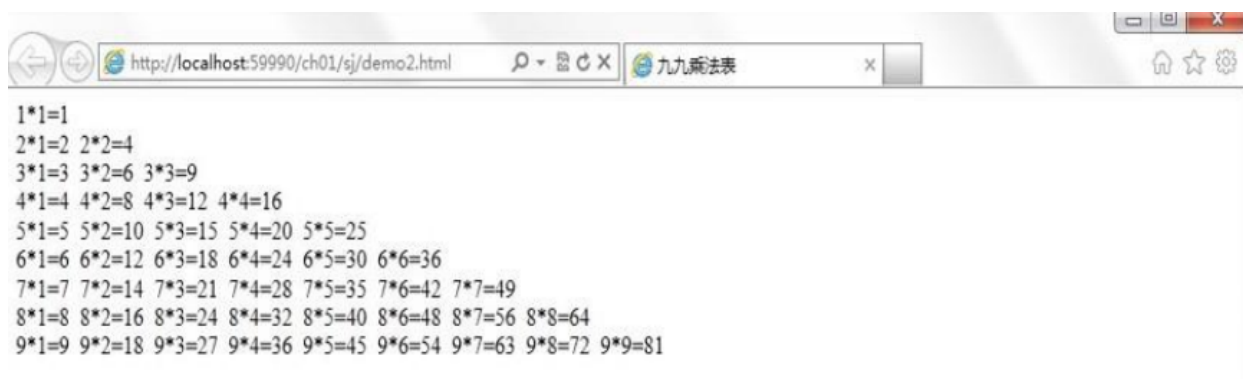 http://localhost:59990/ch01/sj/demo2.html 九九乘法表
1*1=1
2*1=2 2*2=4
3*1=3 3*2=6 3*3=9
4*1=4 4*2=8 4*3=12 4*4=16
5*1=5 5*2=10 5*3=15 5*4=20 5*5=25
6*1=6 6*2=12 6*3=18 6*4=24 6*5=30 6*6=36
7*1=7 7*2=14 7*3=21 7*4=28 7*5=35 7*6=42 7*7=49
8*1=8 8*2=16 8*3=24 8*4=32 8*5=40 8*6=48 8*7=56 8*8=64
9*1=9 9*2=18 9*3=27 9*4=36 9*5=45 9*6=54 9*7=63 9*8=72 9*9=81